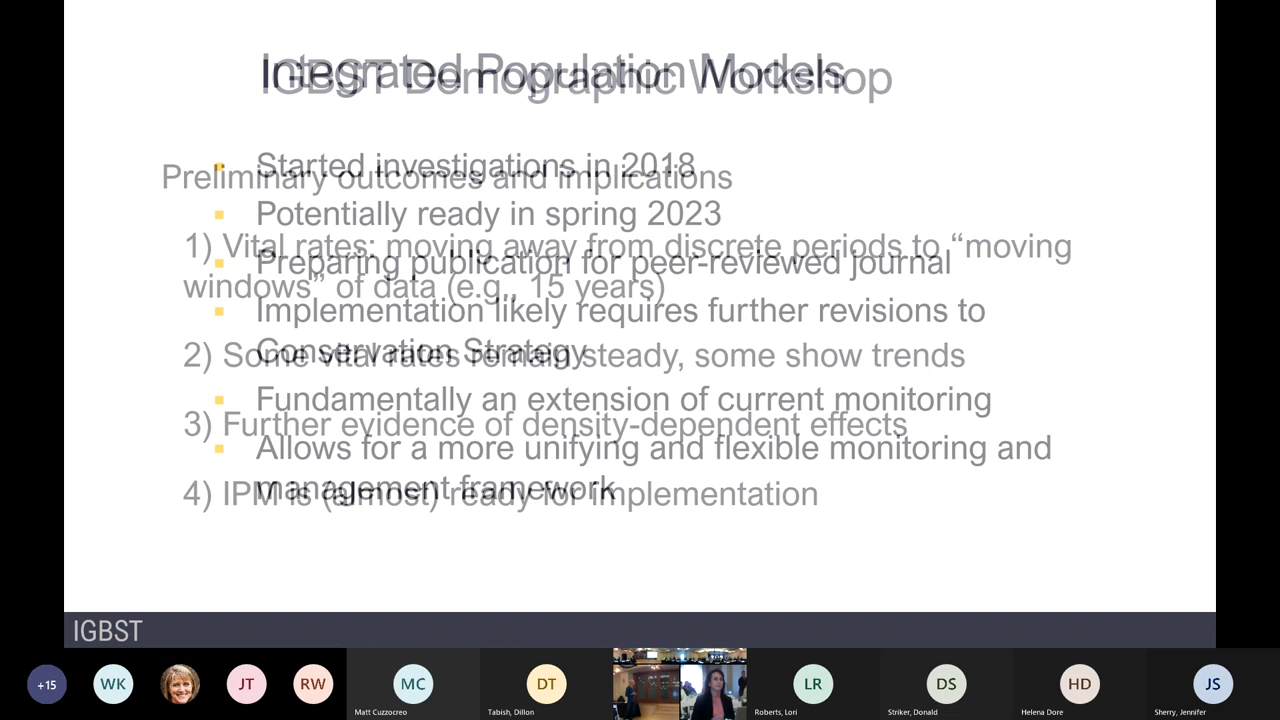 Integrated Population Models
IGBST Demographic Workshop
Started investigations in 2018
Preliminary outcomes and implications
Potentially ready in spring 2023
1) Vital rates: moving away from discrete periods to “moving
Preparing publication for peer-reviewed journal
windows” of data (e.g., 15 years)
Implementation likely requires further revisions to
Conservation Strategy
2) Some vital rates remain steady, some show trends
Fundamentally an extension of current monitoring
3) Further evidence of density-dependent effects
Allows for a more unifying and flexible monitoring and
management framework
4) IPM is (almost) ready for implementation
IGBST
+15
WK
JT
RW
MC
Matt Cuzzocreo
DT
Tabish, Dillon
LR
Roberts, Lori
DS
Striker, Donald
HD
Helena Dore
JS
Sherry, Jennifer